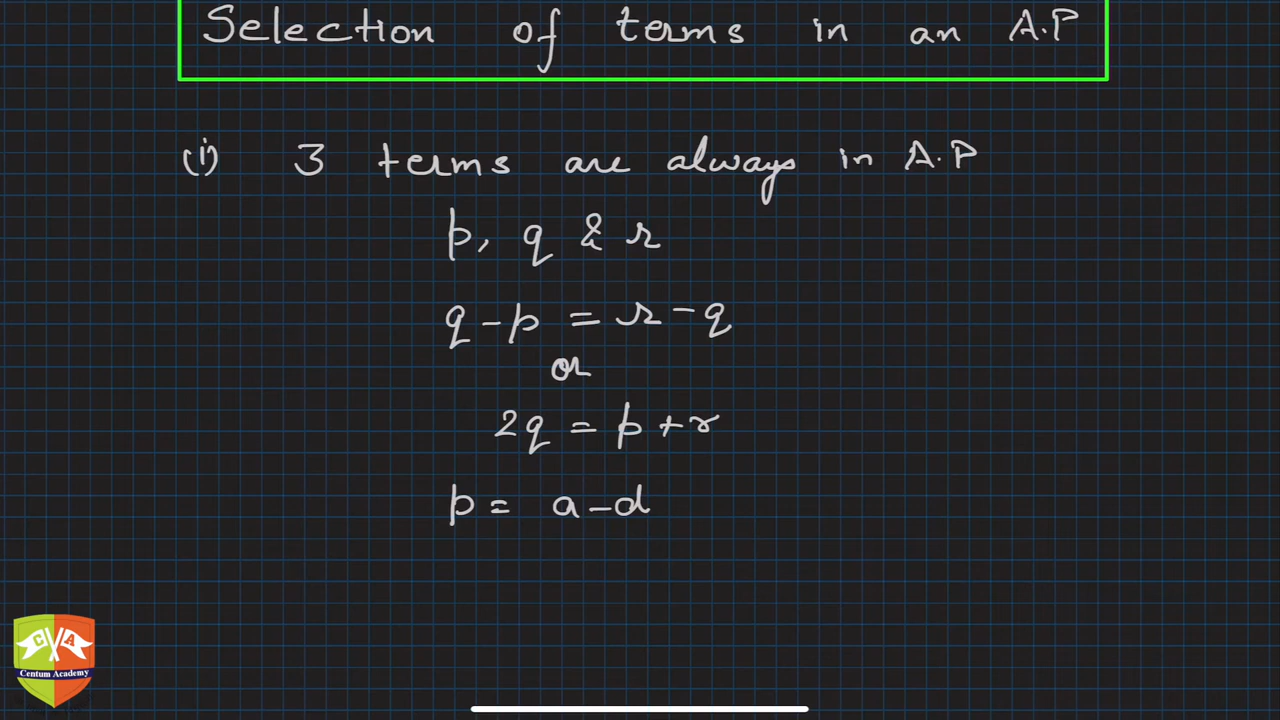 Selection of terms in an A.P
(i) 3 terms are always in A.P
p, q & r
q - p = r - q
or
2q = p + r
p = a - d
C A
Centum Academy